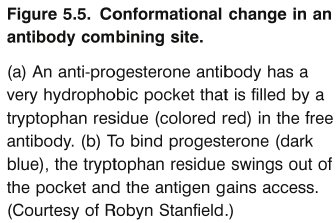 Figure 5.5. Conformational change in an
antibody combining site.
(a) An anti-progesterone antibody has a
very hydrophobic pocket that is filled by a
tryptophan residue (colored red) in the free
antibody. (b) To bind progesterone (dark
blue), the tryptophan residue swings out of
the pocket and the antigen gains access.
(Courtesy of Robyn Stanfield.)